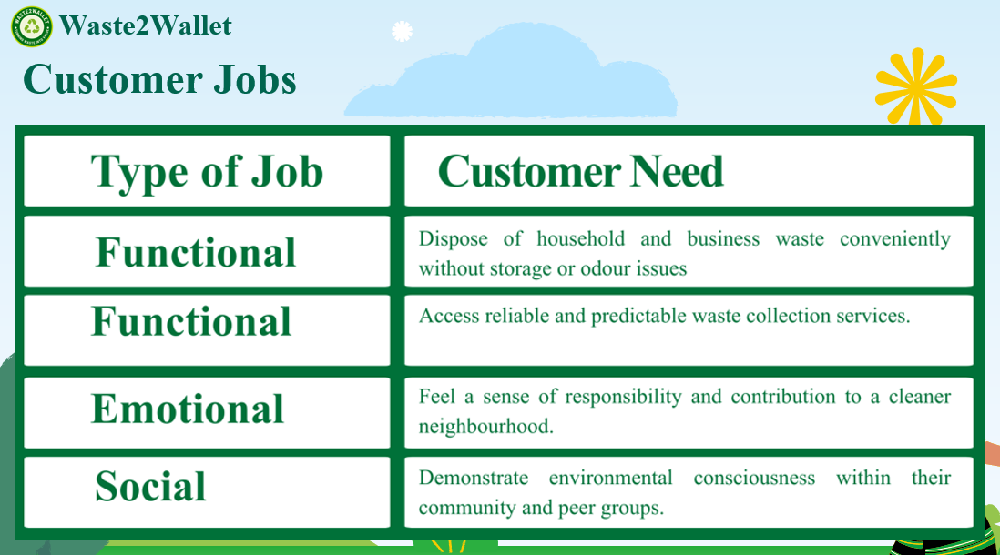 WASTE2WALLET
Waste2Wallet
Customer Jobs
Type of Job
Customer Need
Functional
Dispose of household and business waste conveniently
without storage or odour issues
Functional
Access reliable and predictable waste collection services.
Emotional
Feel a sense of responsibility and contribution to a cleaner
neighbourhood.
Social
Demonstrate environmental consciousness within their
community and peer groups.